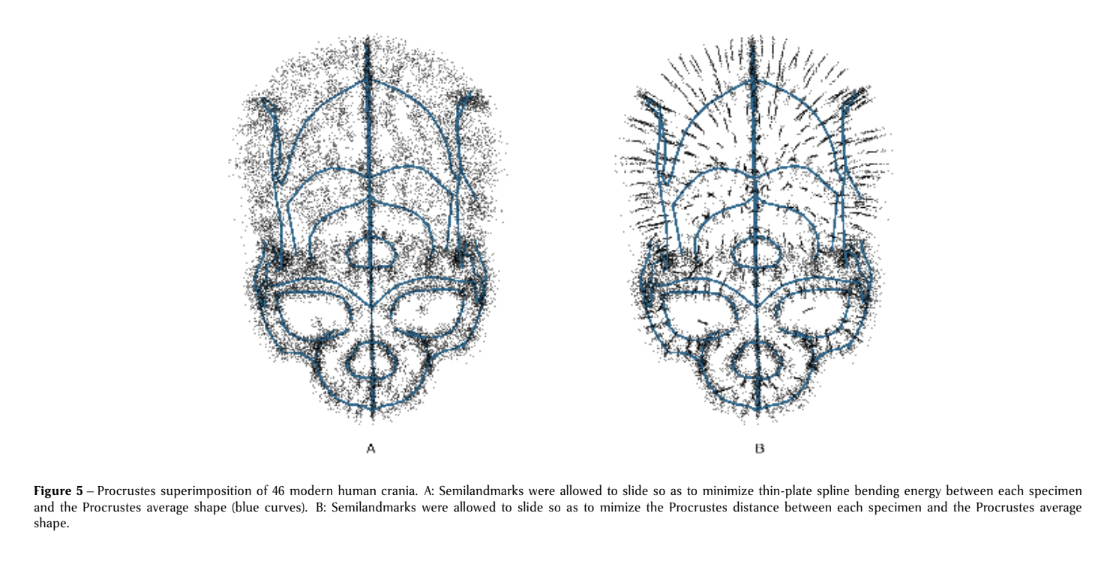 A
B
Figure 5 – Procrustes superimposition of 46 modern human crania. A: Semilandmarks were allowed to slide so as to minimize thin-plate spline bending energy between each specimen
and the Procrustes average shape (blue curves). B: Semilandmarks were allowed to slide so as to mimize the Procrustes distance between each specimen and the Procrustes average
shape.